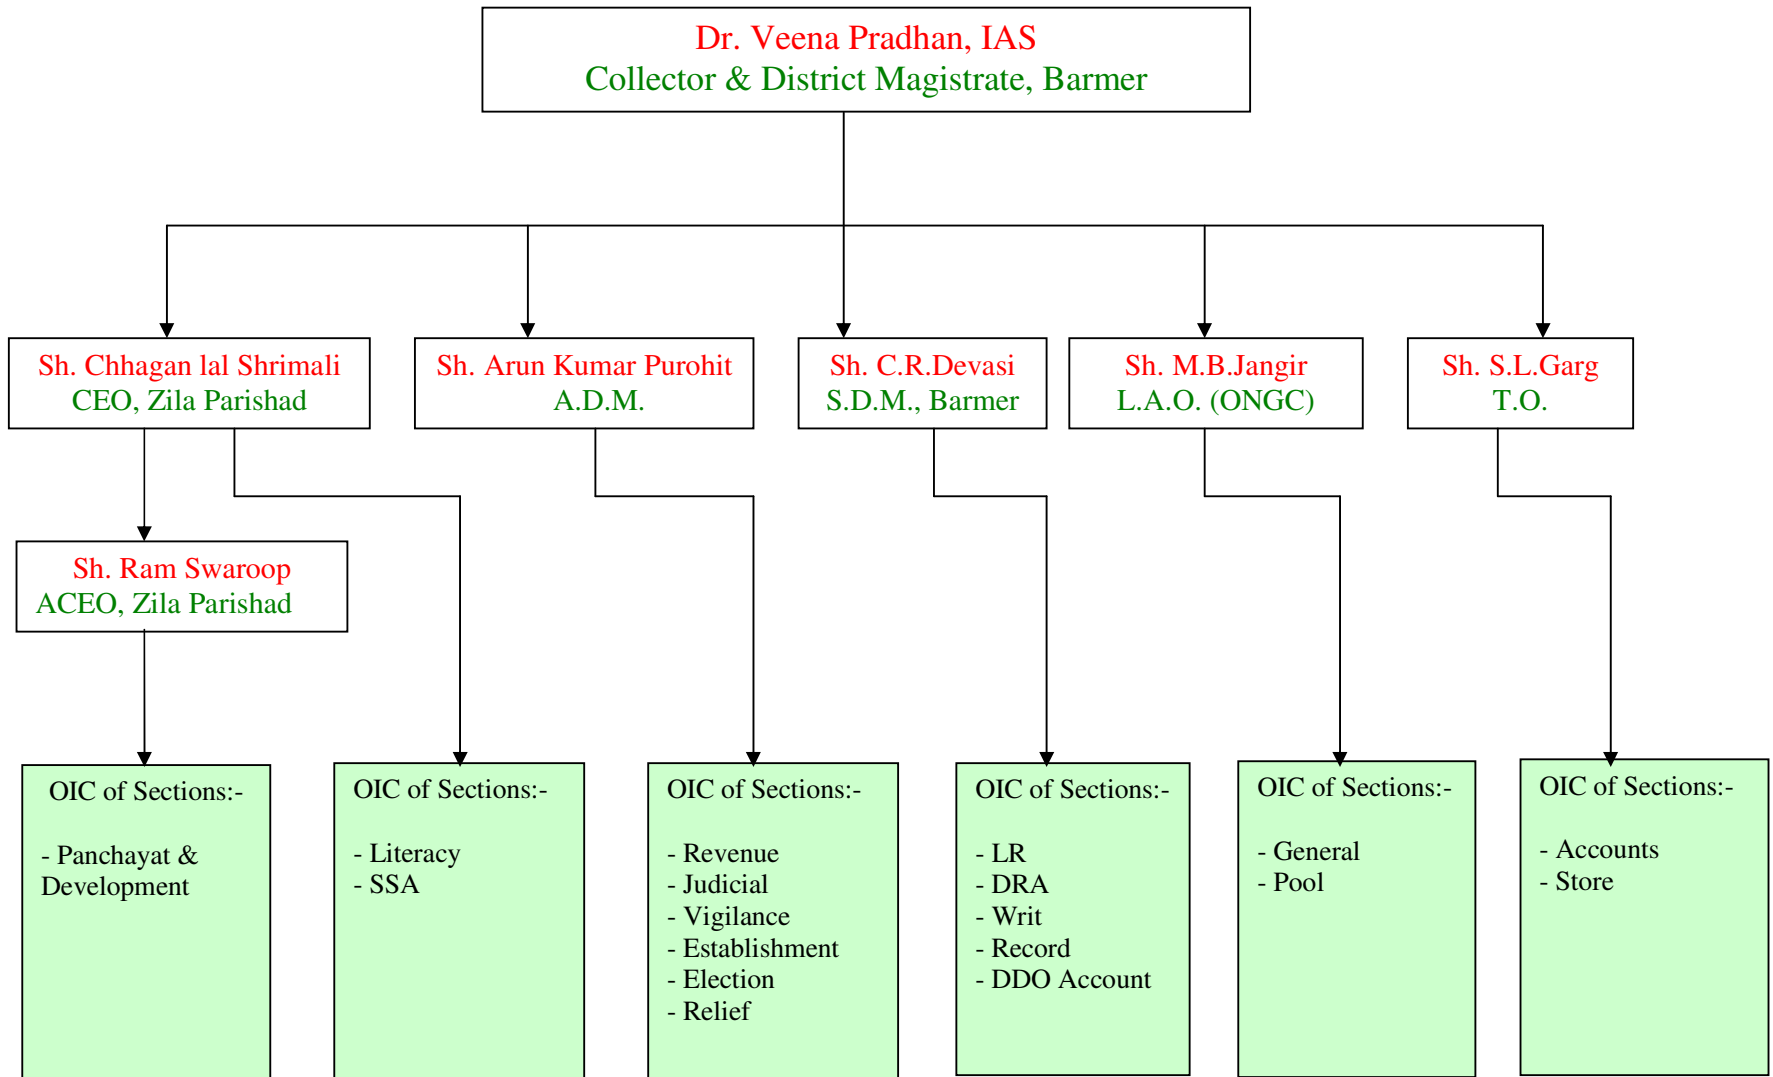 Dr. Veena Pradhan, IAS
Collector & District Magistrate, Barmer
Sh. Chhagan lal Shrimali
CEO, Zila Parishad
Sh. Arun Kumar Purohit
A.D.M.
Sh. C.R.Devasi
S.D.M., Barmer
Sh. M.B.Jangir
L.A.O. (ONGC)
Sh. S.L.Garg
T.O.
Sh. Ram Swaroop
ACEO, Zila Parishad
OIC of Sections:-
- Panchayat &
Development
OIC of Sections:-
- Literacy
- SSA
OIC of Sections:-
- Revenue
- Judicial
- Vigilance
- Establishment
- Election
- Relief
OIC of Sections:-
- LR
- DRA
- Writ
- Record
- DDO Account
OIC of Sections:-
- General
- Pool
OIC of Sections:-
- Accounts
- Store